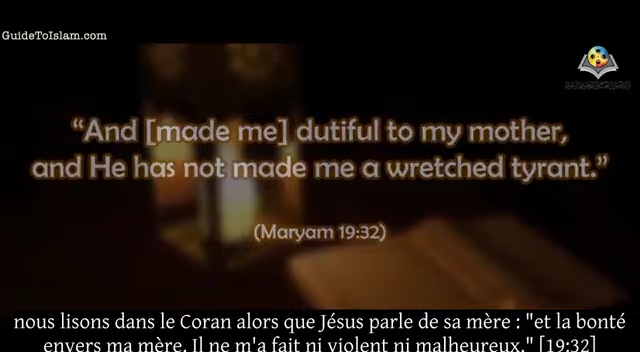 GuideToIslam.com
“And [made me] dutiful to my mother,
and He has not made me a wretched tyrant.”
(Maryam 19:32)
nous lisons dans le Coran alors que Jésus parle de sa mère : "et la bonté
envers ma mère. Il ne m'a fait ni violent ni malheureux." [19:32]